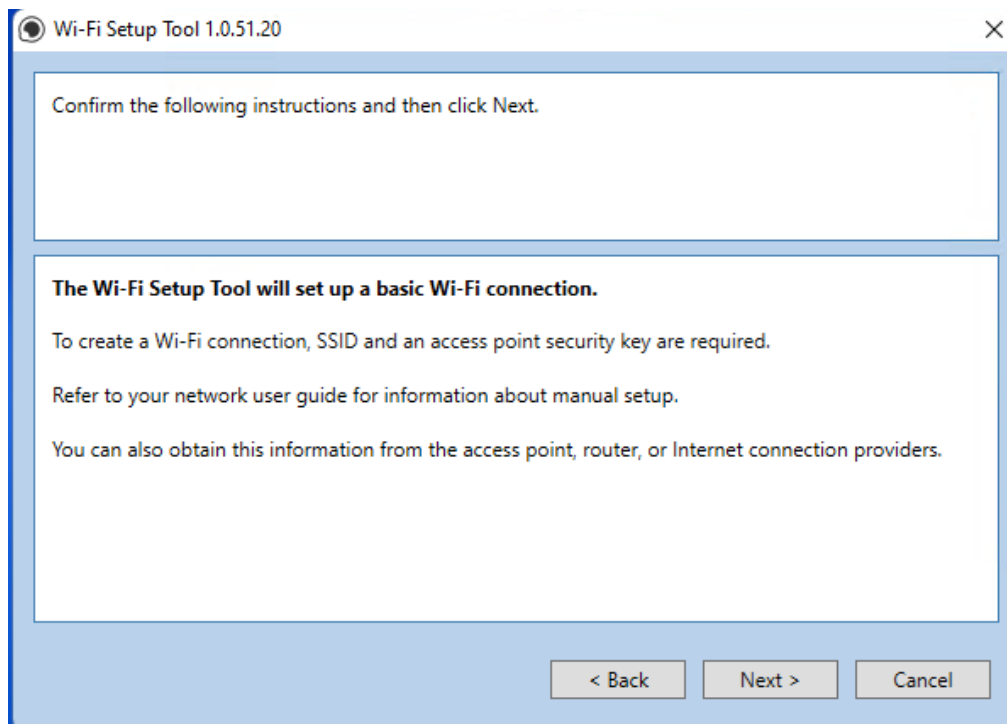 Wi-Fi Setup Tool 1.0.51.20
Confirm the following instructions and then click Next.
The Wi-Fi Setup Tool will set up a basic Wi-Fi connection.
To create a Wi-Fi connection, SSID and an access point security key are required.
Refer to your network user guide for information about manual setup.
You can also obtain this information from the access point, router, or Internet connection providers.
< Back Next > Cancel